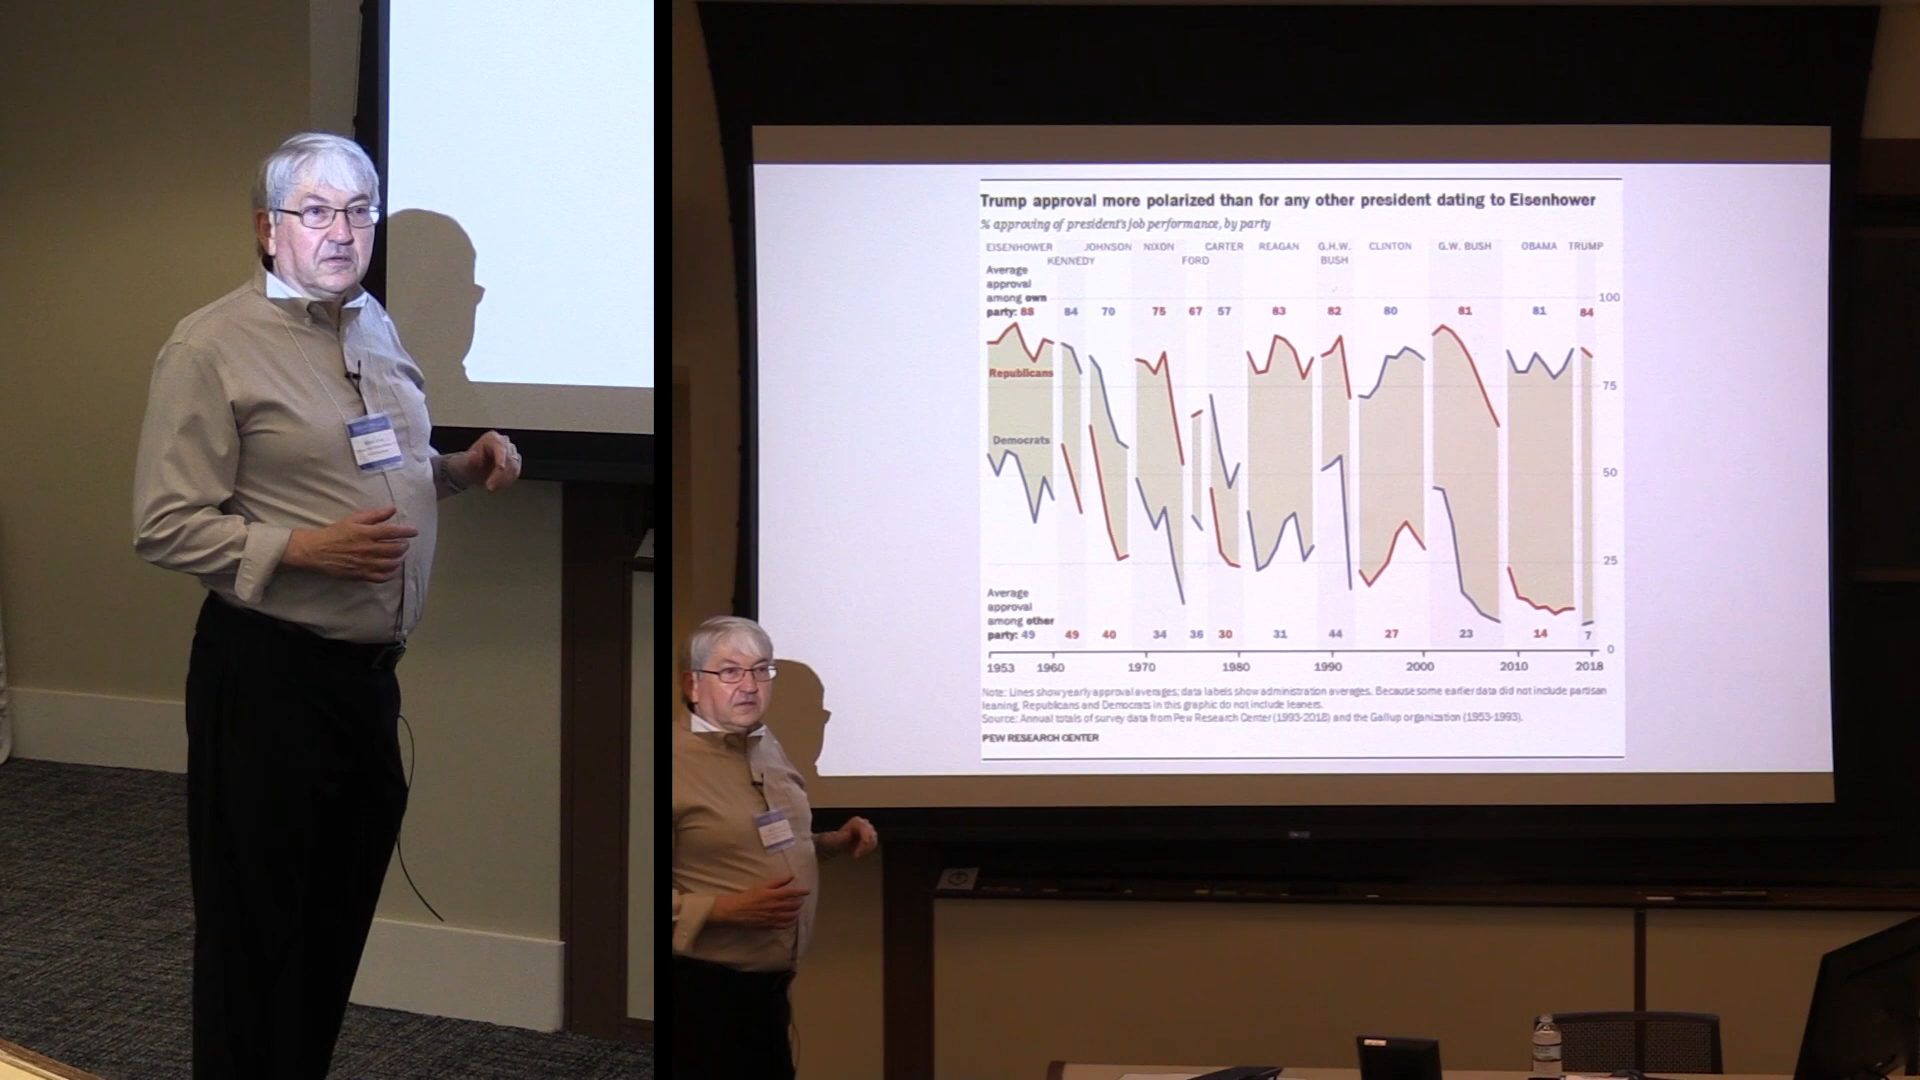 Trump approval more polarized than for any other president dating to Eisenhower
% approving of president's job performance, by party
EISENHOWER JOHNSON NIXON CARTER REAGAN G.H.W. CLINTON G.W. BUSH OBAMA TRUMP
KENNEDY FORD BUSH
Average
approval
among own
party: 88 84 70 75 67 57 83 82 80 81 81 84
100
Republicans
75
Democrats
50
25
Average
approval
among other
party: 49 49 40 34 36 30 31 44 27 23 14 7
0
1953 1960 1970 1980 1990 2000 2010 2018
Note: Lines show yearly approval averages; data labels show administration averages. Because some earlier data did not include partisan
leaning, Republicans and Democrats in this graphic do not include leaners.
Source: Annual totals of survey data from Pew Research Center (1993-2018) and the Gallup organization (1953-1993).
PEW RESEARCH CENTER